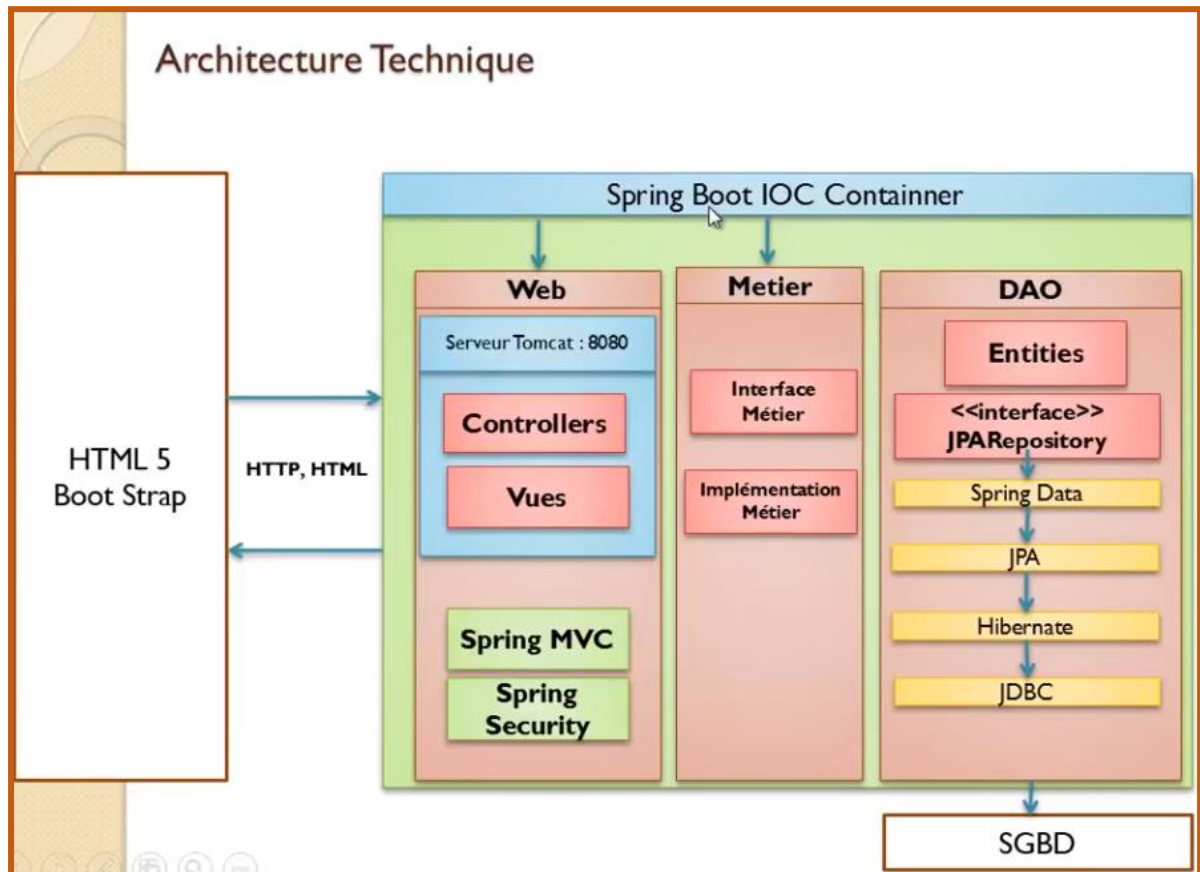 Architecture Technique
Spring Boot IOC Containner
Web
Serveur Tomcat : 8080
Controllers
Vues
Spring MVC
Spring
Security
Metier
Interface
Métier
Implémentation
Métier
DAO
Entities
<<interface>>
JPARepository
Spring Data
JPA
Hibernate
JDBC
HTML 5
Boot Strap
HTTP, HTML
SGBD